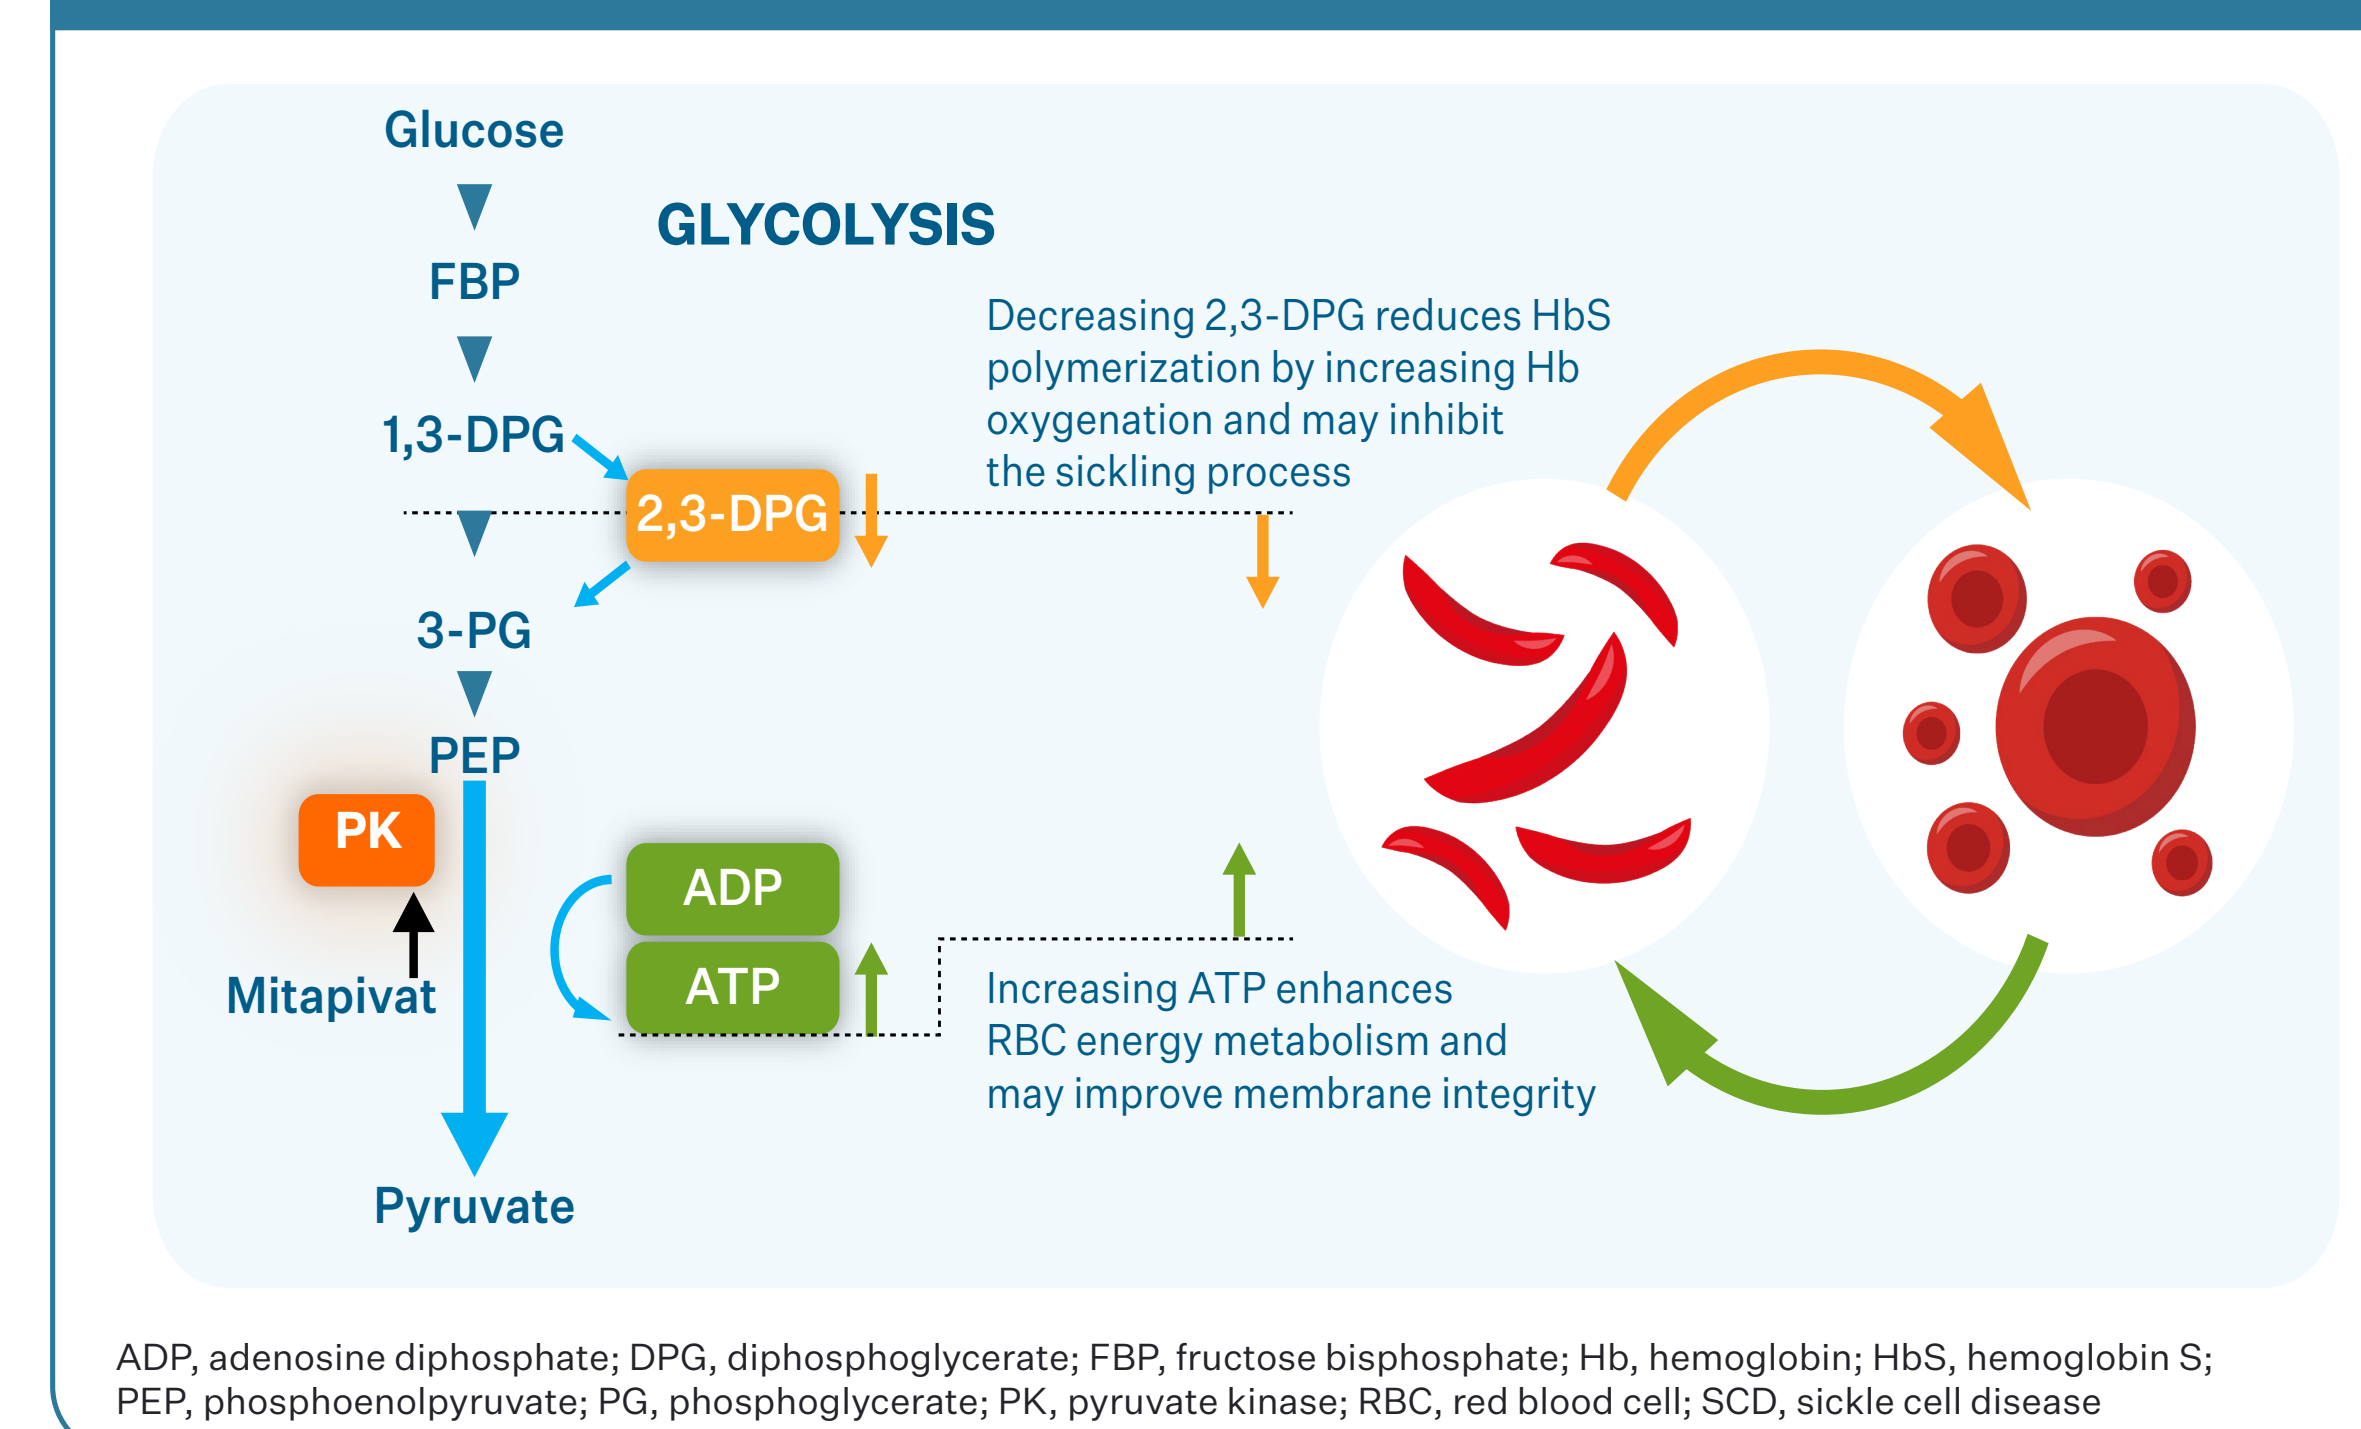 Glucose
GLYCOLYSIS
FBP
Decreasing 2,3-DPG reduces HbS
polymerization by increasing Hb
oxygenation and may inhibit
the sickling process
1,3-DPG
2,3-DPG
3-PG
PEP
PK
ADP
ATP
Mitapivat
Increasing ATP enhances
RBC energy metabolism and
may improve membrane integrity
Pyruvate
ADP, adenosine diphosphate; DPG, diphosphoglycerate; FBP, fructose bisphosphate; Hb, hemoglobin; HbS, hemoglobin S;
PEP, phosphoenolpyruvate; PG, phosphoglycerate; PK, pyruvate kinase; RBC, red blood cell; SCD, sickle cell disease